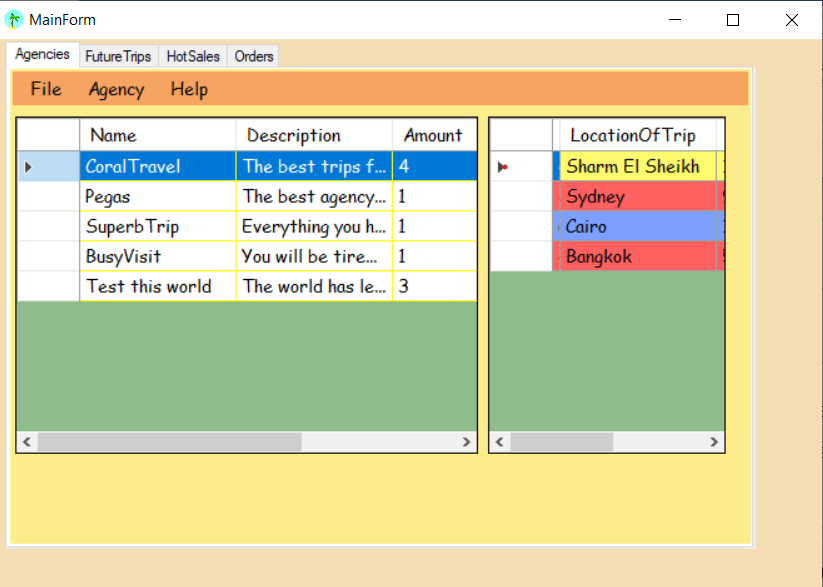 MainForm
Agencies FutureTrips HotSales Orders
File Agency Help
Name Description Amount
CoralTravel The best trips f... 4
Pegas The best agency... 1
SuperbTrip Everything you h... 1
BusyVisit You will be tire... 1
Test this world The world has le... 3
LocationOfTrip
Sharm El Sheikh
Sydney
Cairo
Bangkok